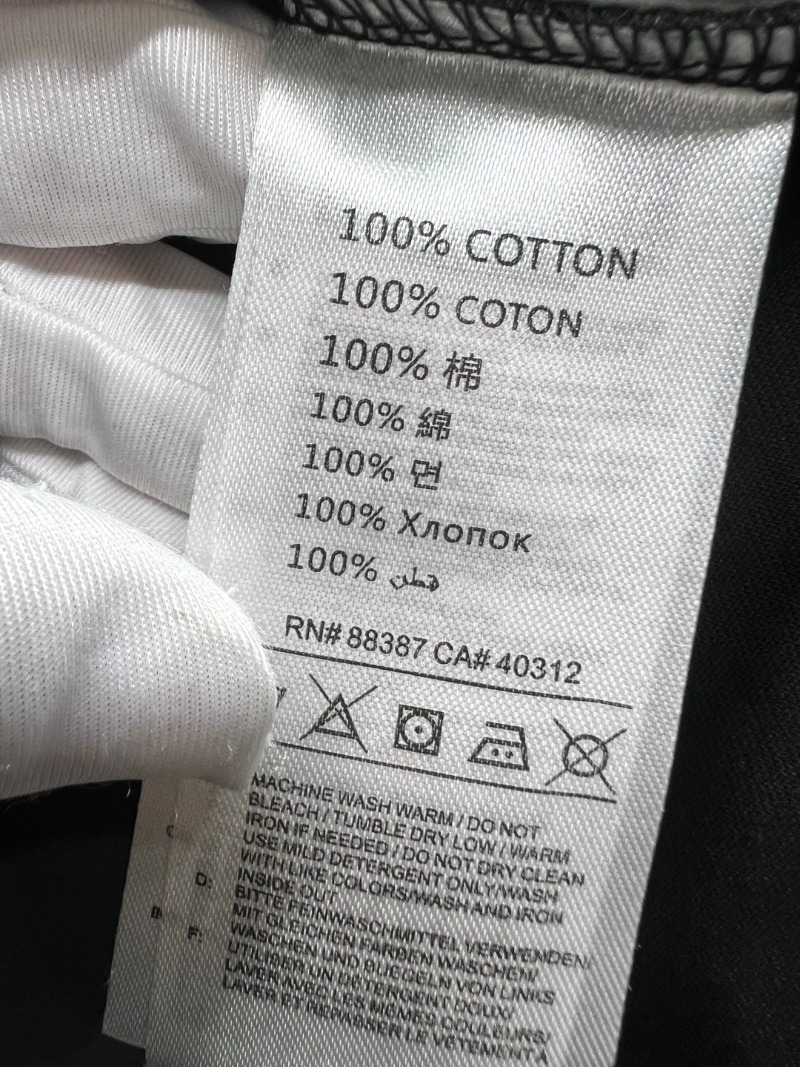 100% COTTON
100% COTON
100% 棉
100% 綿
100% 면
100% Хлопок
100% قطن
RN# 88387 CA# 40312
MACHINE WASH WARM / DO NOT
BLEACH / TUMBLE DRY LOW / WARM
IRON IF NEEDED / DO NOT DRY CLEAN
USE MILD DETERGENT ONLY/WASH
WITH LIKE COLORS/WASH AND IRON
D: INSIDE OUT
BITTE FEINWASCHMITTEL VERWENDEN/
MIT GLEICHEN FARBEN WASCHEN/
F: WASCHEN UND BUEGELN VON LINKS
UTILISER UN DETERGENT DOUX/
LAVER AVEC LES MÊMES COULEURS/
LAVER ET REPASSER LE VÊTEMENT À